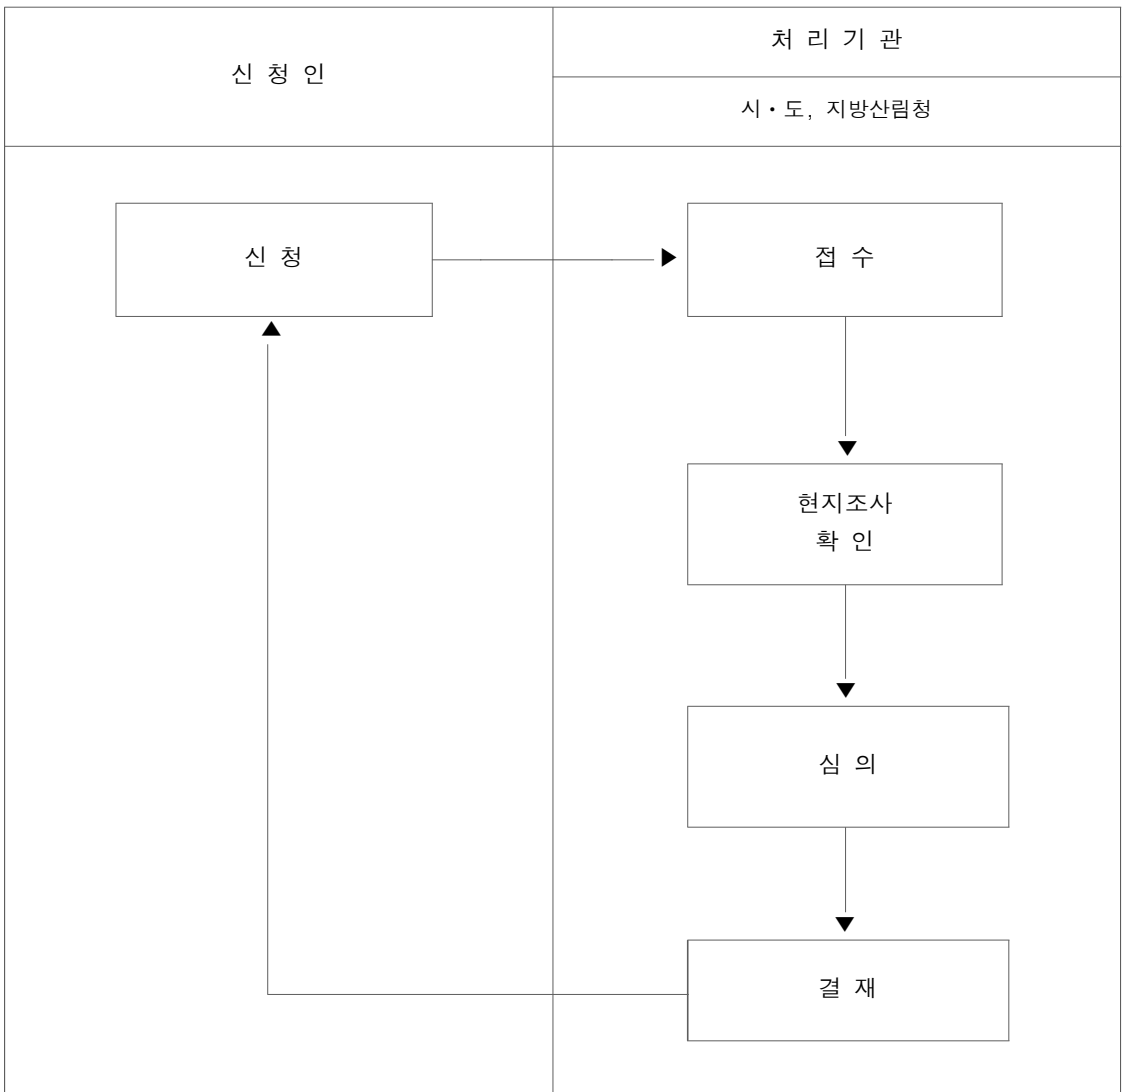 신 청 인
처 리 기 관
시·도, 지방산림청
신 청
접 수
현지조사
확 인
심 의
결 재